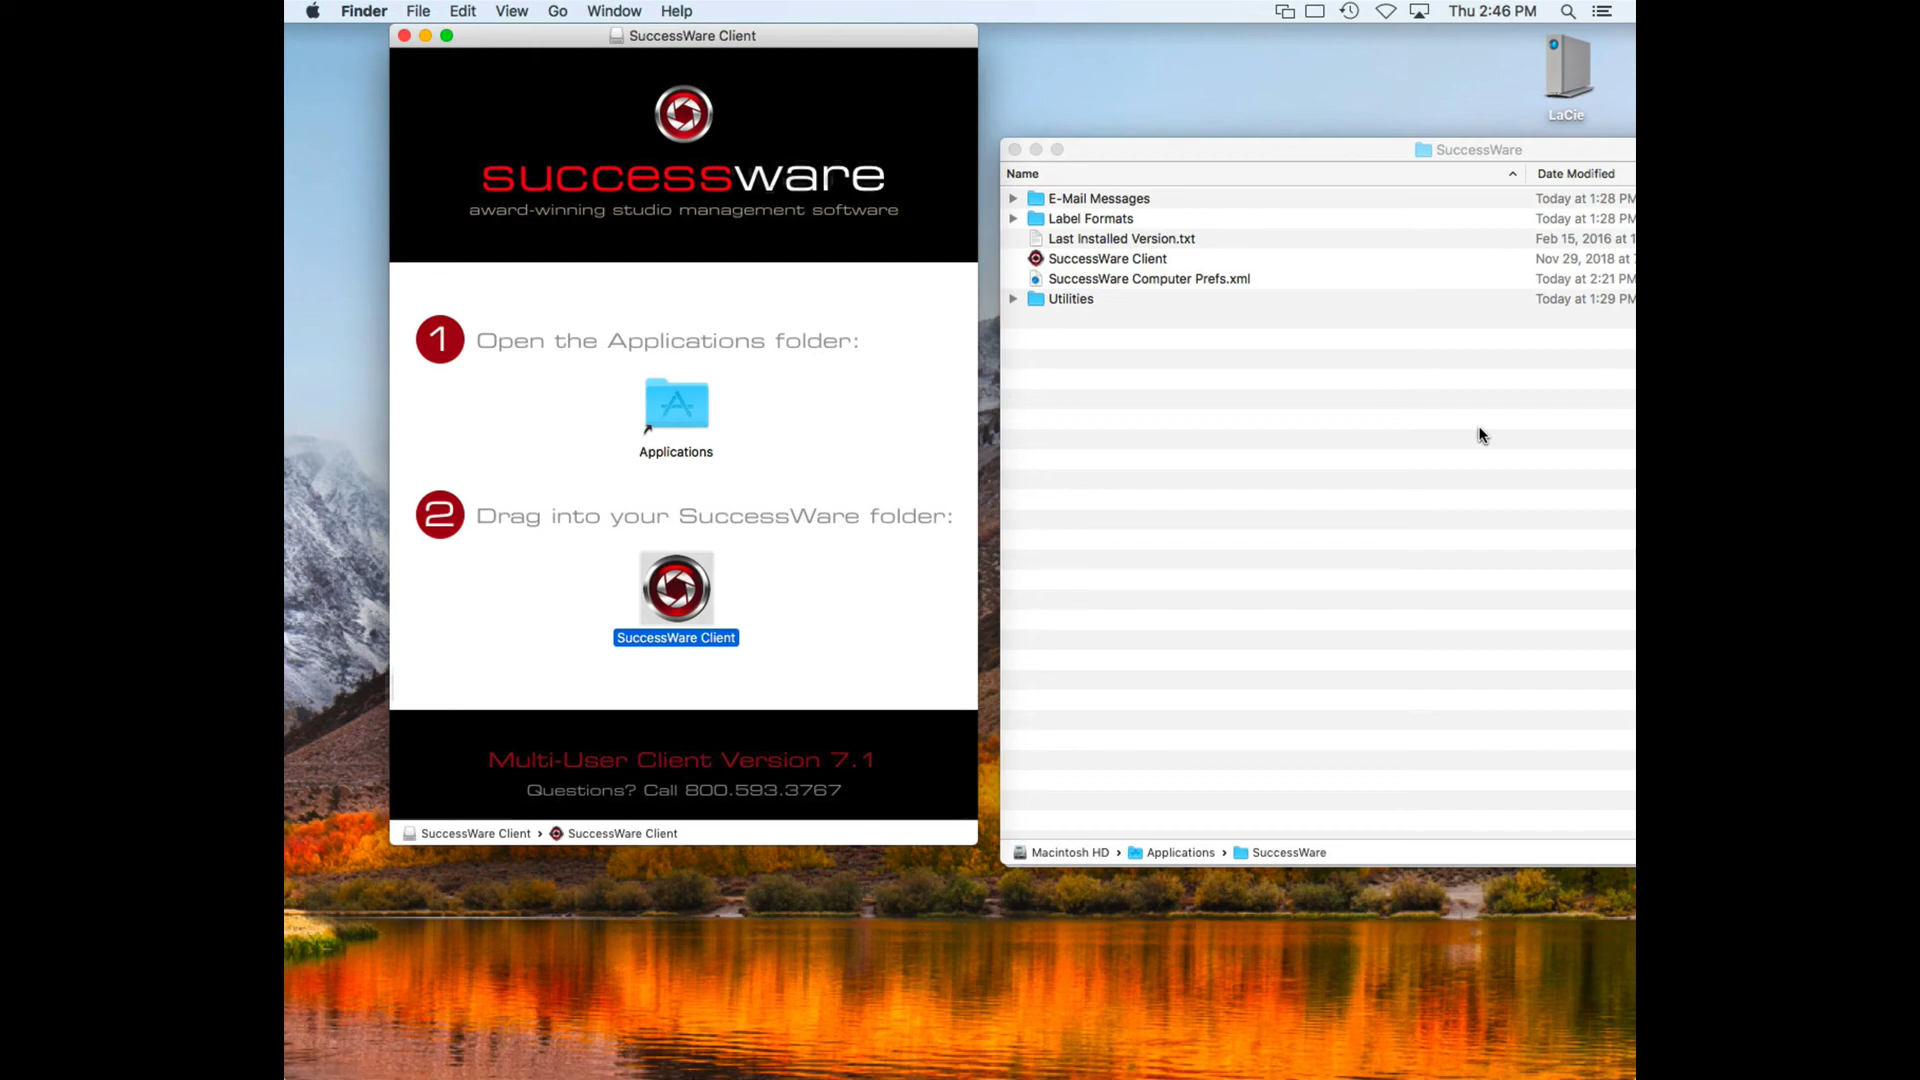 Finder File Edit View Go Window Help
Thu 2:46 PM
SuccessWare Client
successware
award-winning studio management software
1 Open the Applications folder:
Applications
2 Drag into your SuccessWare folder:
SuccessWare Client
Multi-User Client Version 7.1
Questions? Call 800.593.3767
SuccessWare Client › SuccessWare Client
LaCie
SuccessWare
Name Date Modified
E-Mail Messages Today at 1:28 PM
Label Formats Today at 1:28 PM
Last Installed Version.txt Feb 15, 2016 at 1
SuccessWare Client Nov 29, 2018 at
SuccessWare Computer Prefs.xml Today at 2:21 PM
Utilities Today at 1:29 PM
Macintosh HD › Applications › SuccessWare